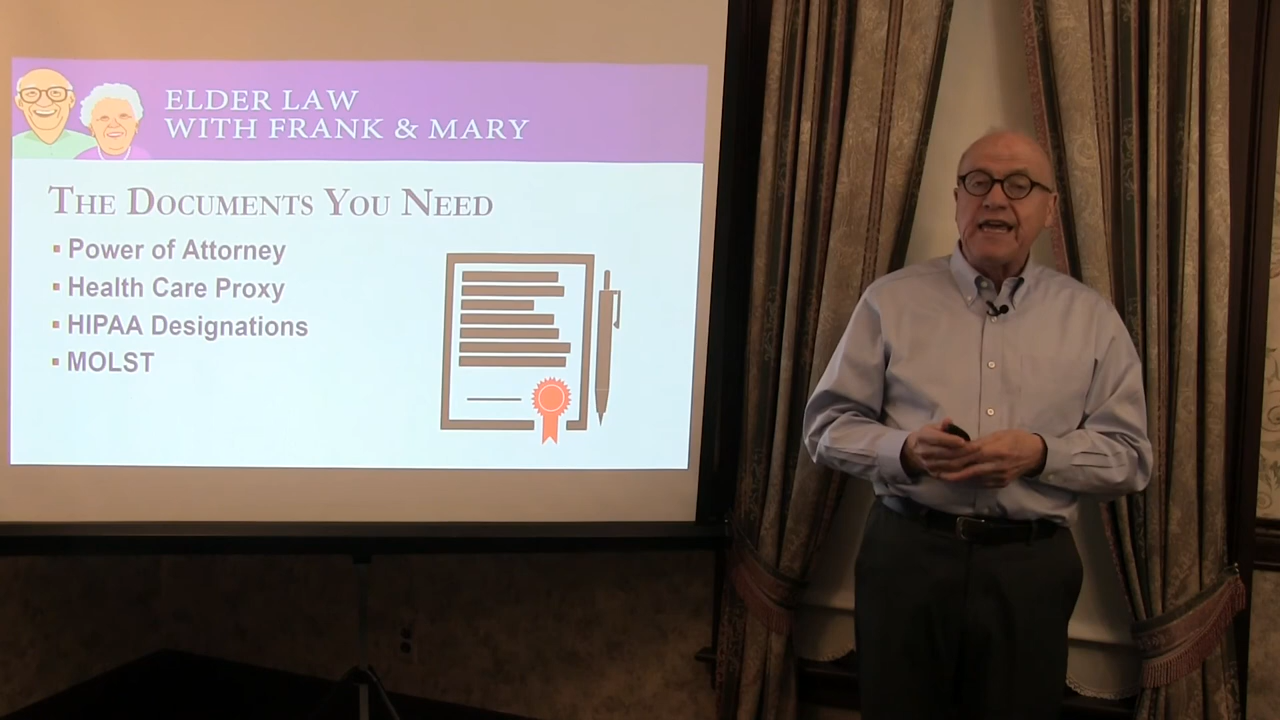 ELDER LAW
WITH FRANK & MARY
THE DOCUMENTS YOU NEED
▪ Power of Attorney
▪ Health Care Proxy
▪ HIPAA Designations
▪ MOLST